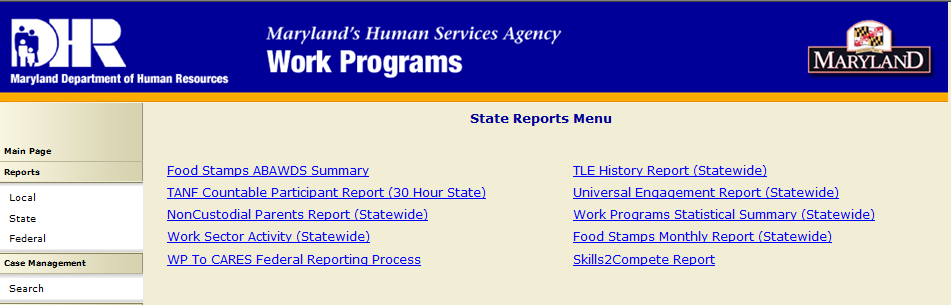 DHR
Maryland Department of Human Resources
Maryland's Human Services Agency
Work Programs
MARYLAND
Main Page
Reports
Local
State
Federal
Case Management
Search
State Reports Menu
Food Stamps ABAWDS Summary
TANF Countable Participant Report (30 Hour State)
NonCustodial Parents Report (Statewide)
Work Sector Activity (Statewide)
WP To CARES Federal Reporting Process
TLE History Report (Statewide)
Universal Engagement Report (Statewide)
Work Programs Statistical Summary (Statewide)
Food Stamps Monthly Report (Statewide)
Skills2Compete Report